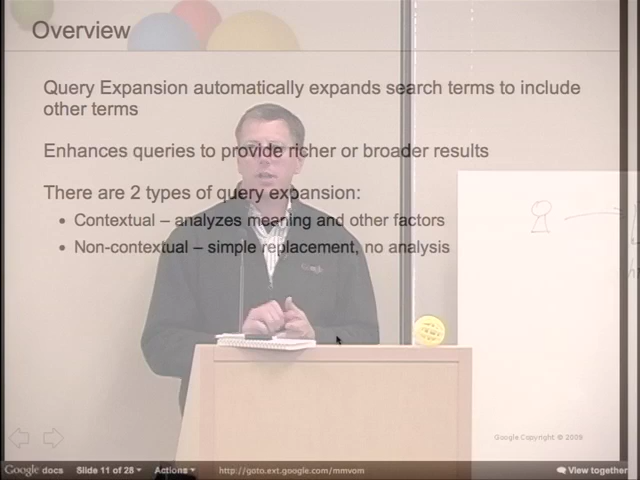 Overview
Query Expansion automatically expands search terms to include
other terms
Enhances queries to provide richer or broader results
There are 2 types of query expansion:
• Contextual – analyzes meaning and other factors
• Non-contextual – simple replacement, no analysis
Google Copyright © 2008
Google docs Slide 11 of 28 Actions http://goto.ext.google.com/mmvom View together